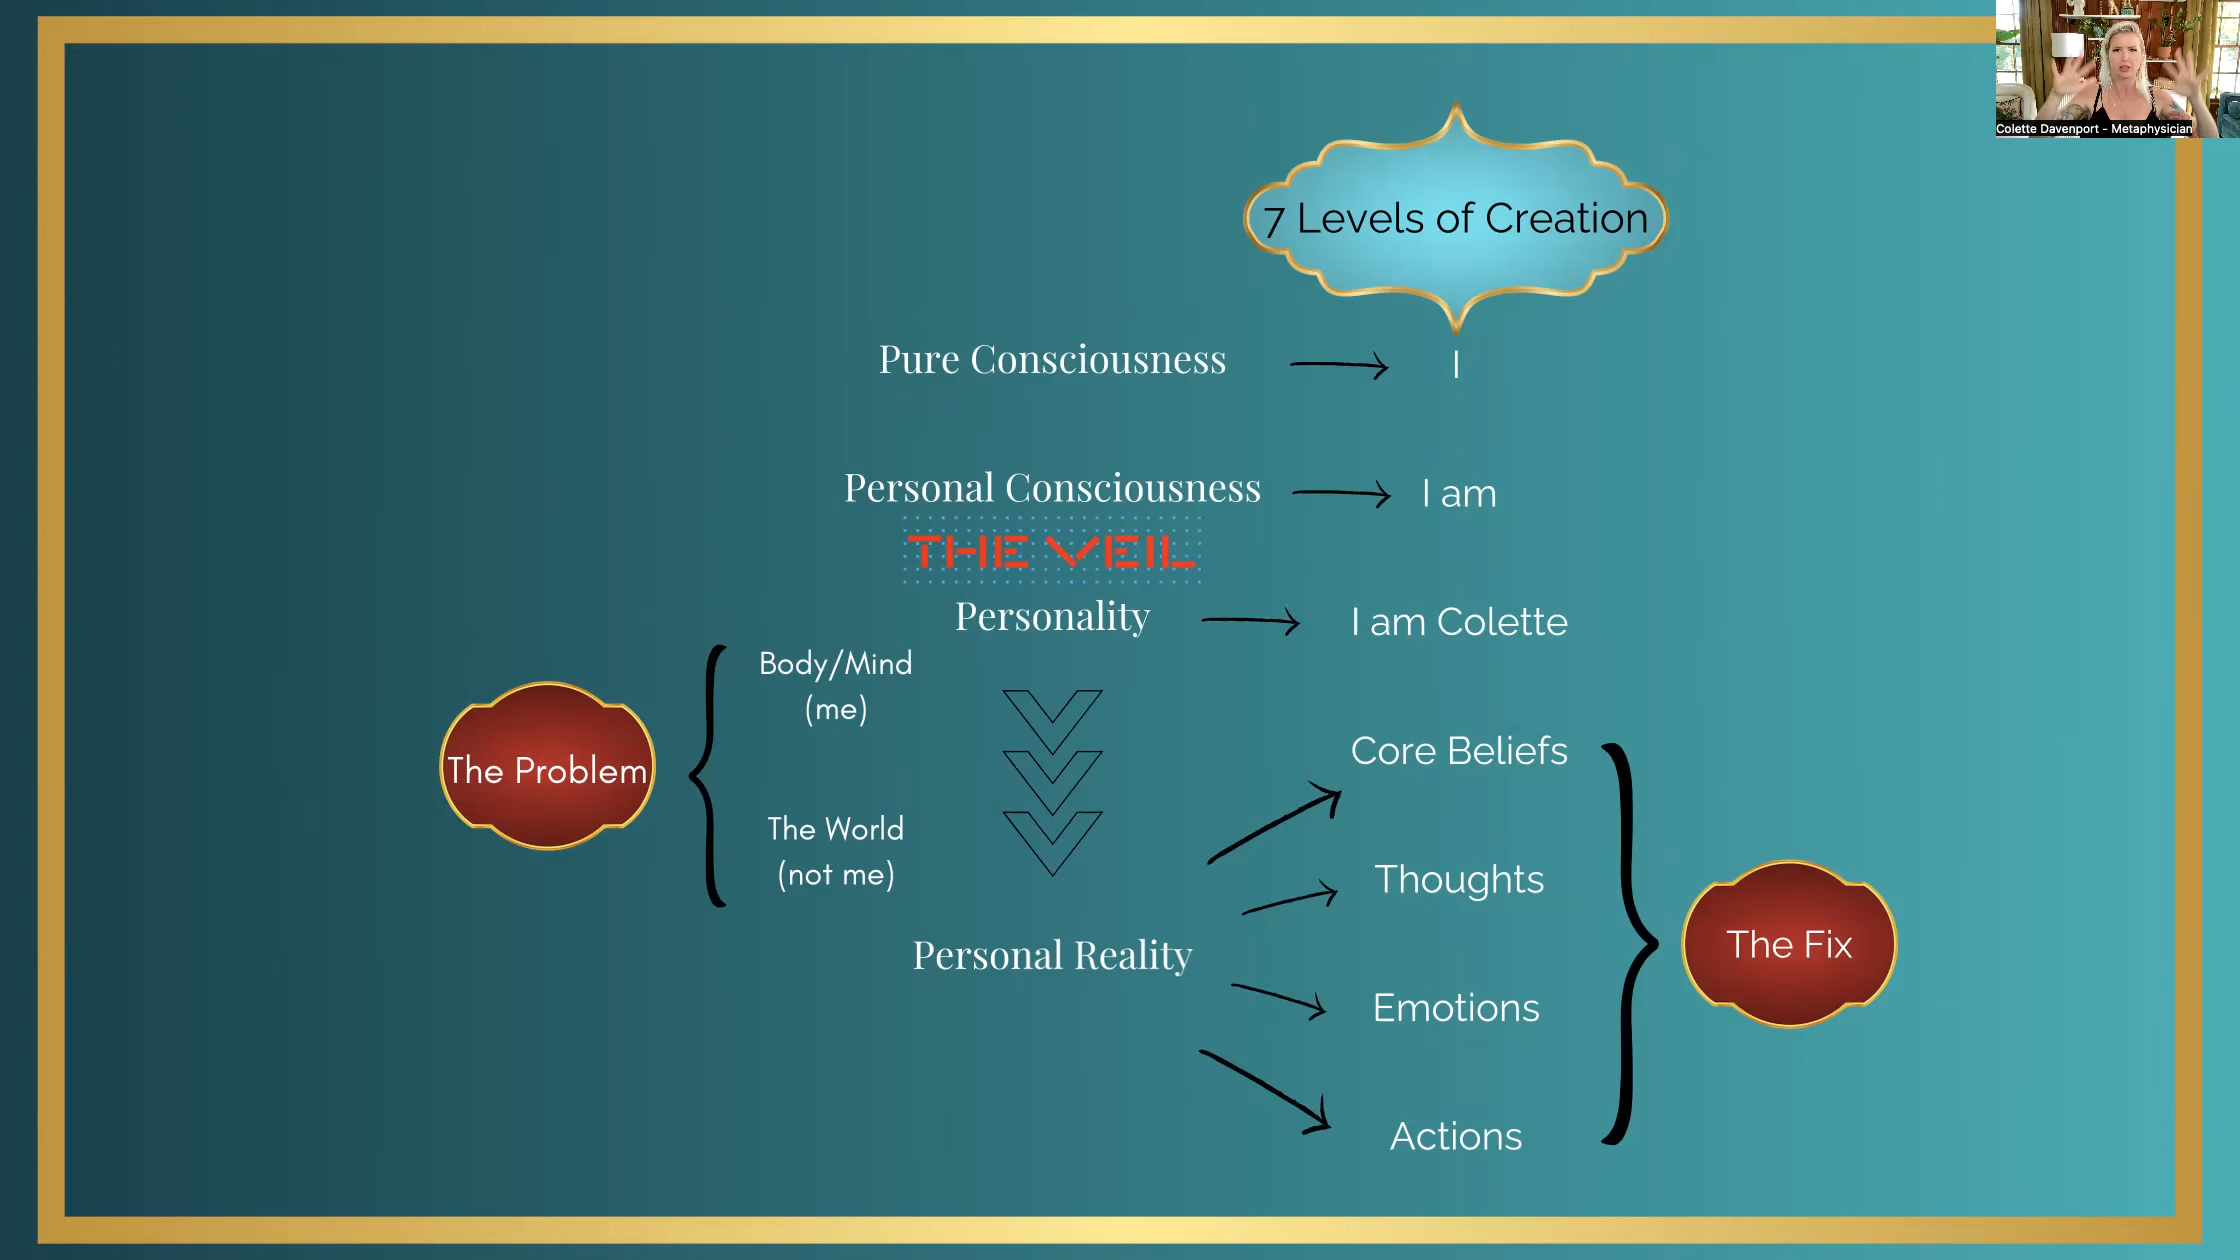 Colette Davenport - Metaphysician
7 Levels of Creation
Pure Consciousness
I
Personal Consciousness
I am
THE VEIL
Personality
I am Colette
Body/Mind
(me)
The Problem
The World
(not me)
Personal Reality
Core Beliefs
Thoughts
Emotions
Actions
The Fix